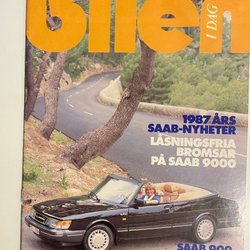 bilen
I DAG
1987 ÅRS
SAAB-NYHETER
LÅSNINGSFRIA
BROMSAR
PÅ SAAB 9000
SAAB 900